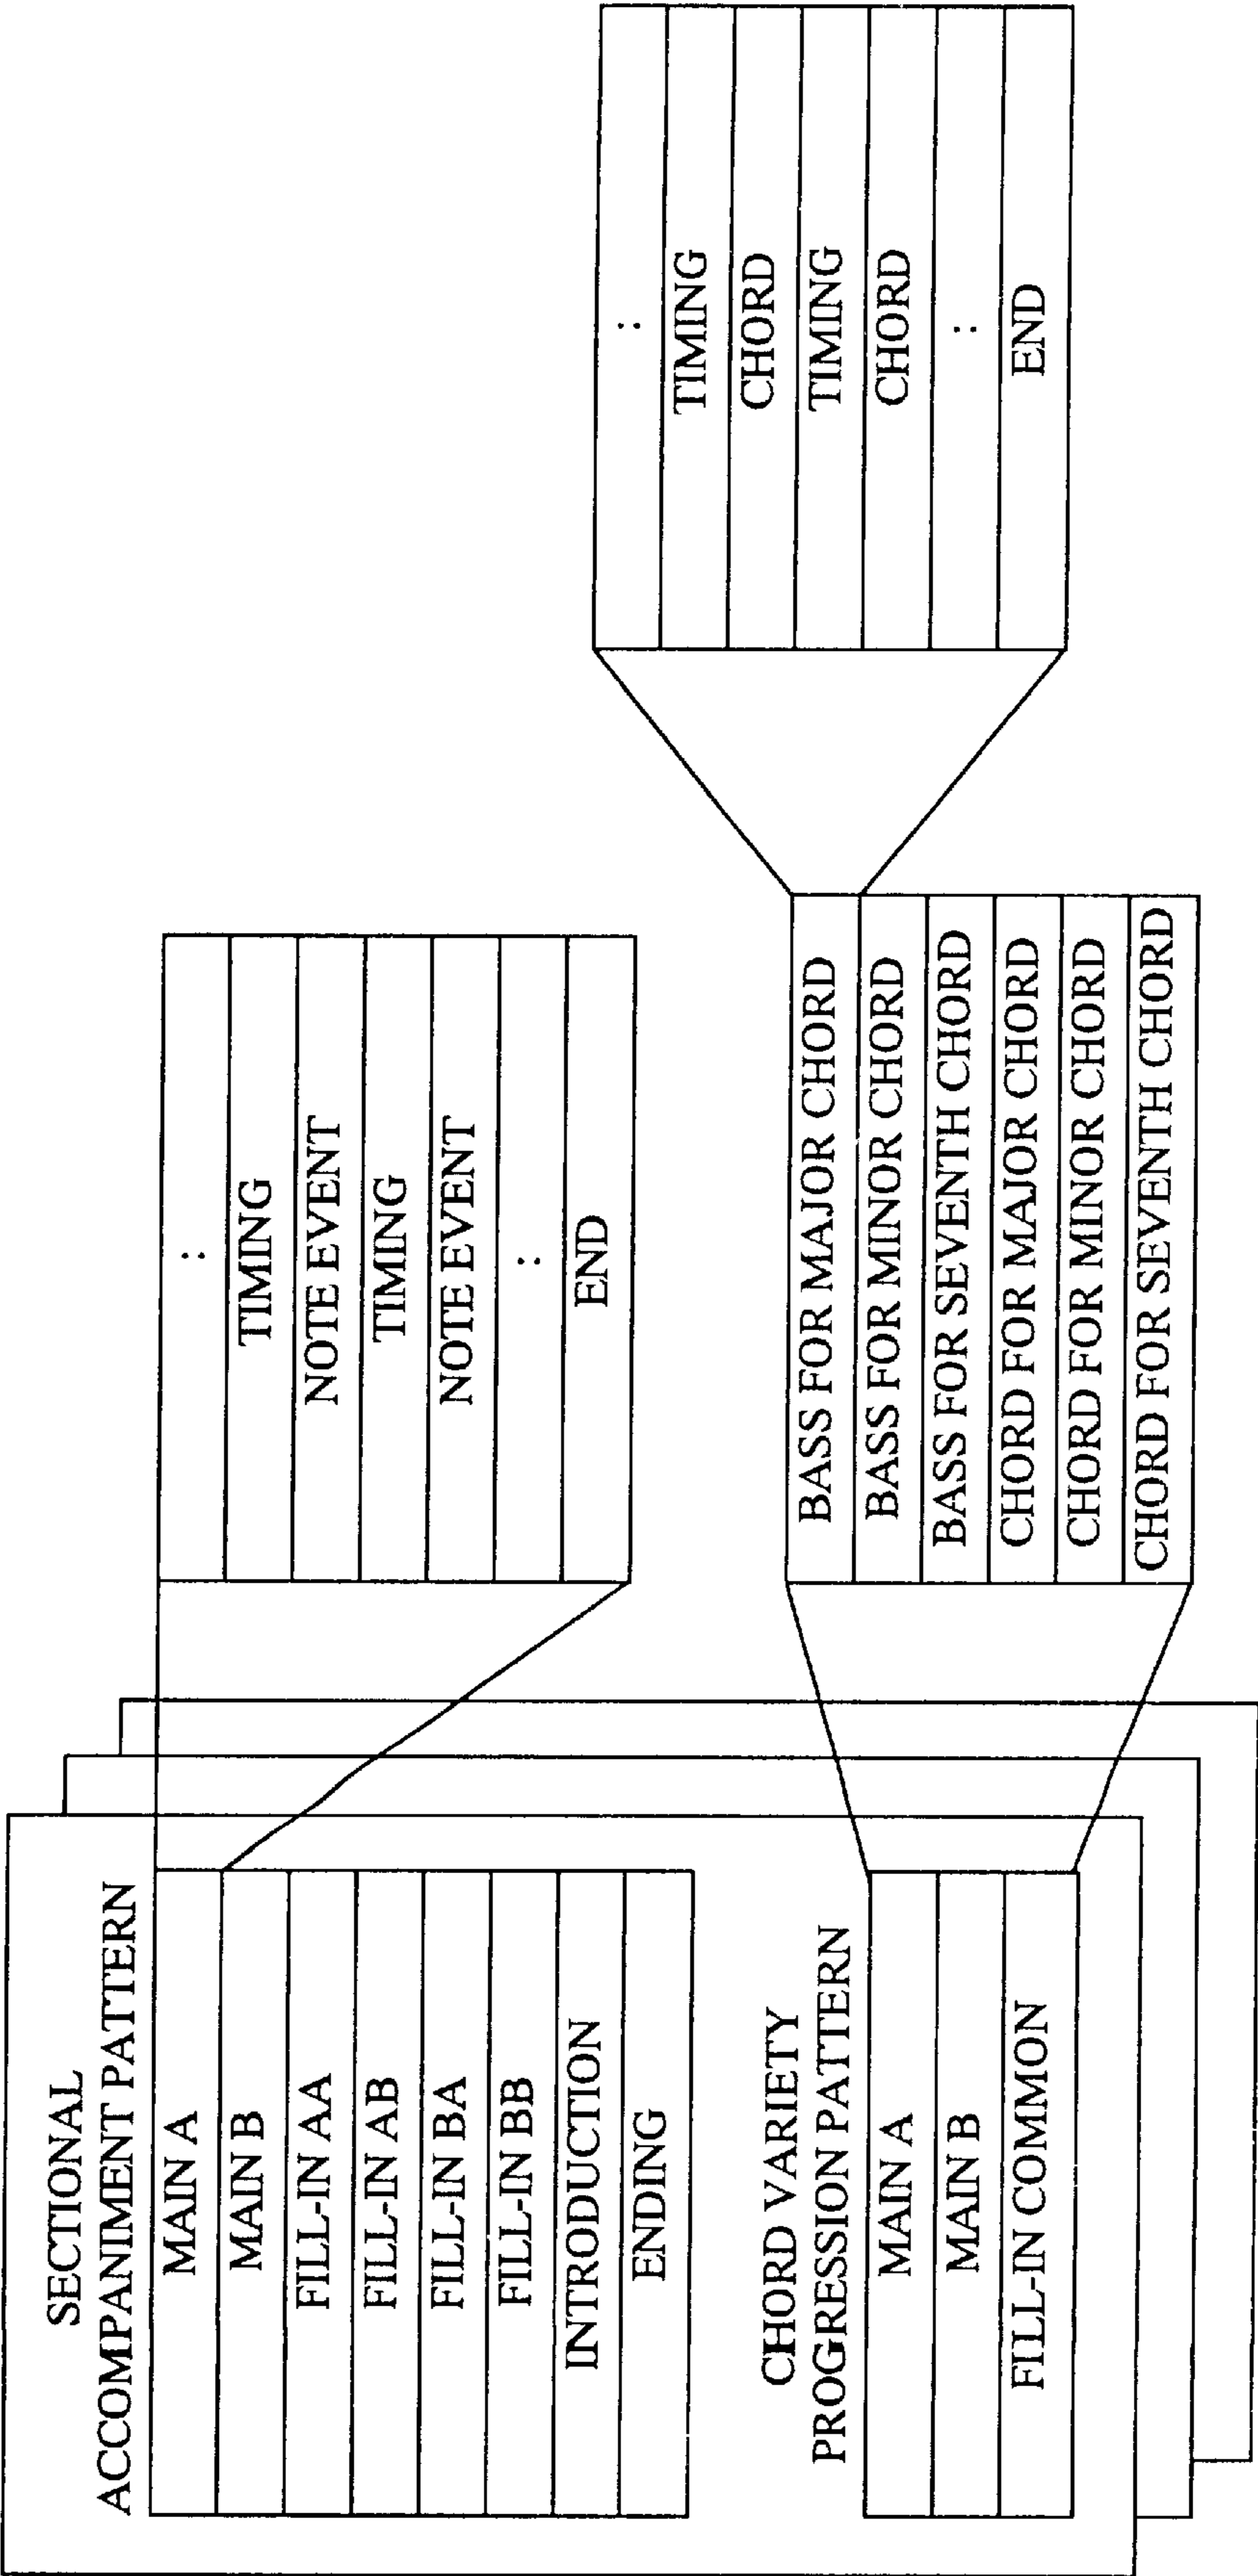 SECTIONAL
ACCOMPANIMENT PATTERN
MAIN A
MAIN B
FILL-IN AA
FILL-IN AB
FILL-IN BA
FILL-IN BB
INTRODUCTION
ENDING
CHORD VARIETY
PROGRESSION PATTERN
MAIN A
MAIN B
FILL-IN COMMON
:
TIMING
NOTE EVENT
TIMING
NOTE EVENT
:
END
BASS FOR MAJOR CHORD
BASS FOR MINOR CHORD
BASS FOR SEVENTH CHORD
CHORD FOR MAJOR CHORD
CHORD FOR MINOR CHORD
CHORD FOR SEVENTH CHORD
:
TIMING
CHORD
TIMING
CHORD
:
END